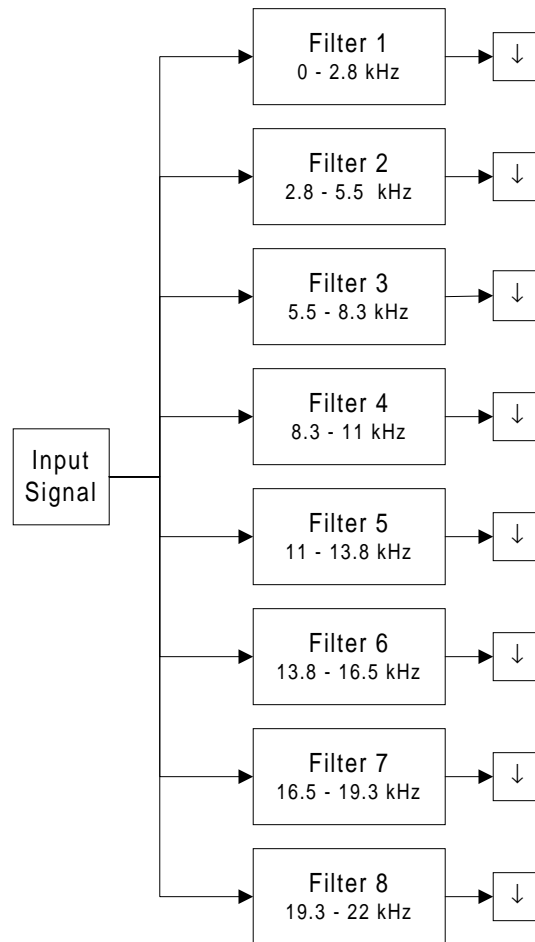 Filter 1
0 - 2.8 kHz
↓
Filter 2
2.8 - 5.5 kHz
↓
Filter 3
5.5 - 8.3 kHz
↓
Filter 4
8.3 - 11 kHz
↓
Input
Signal
Filter 5
11 - 13.8 kHz
↓
Filter 6
13.8 - 16.5 kHz
↓
Filter 7
16.5 - 19.3 kHz
↓
Filter 8
19.3 - 22 kHz
↓